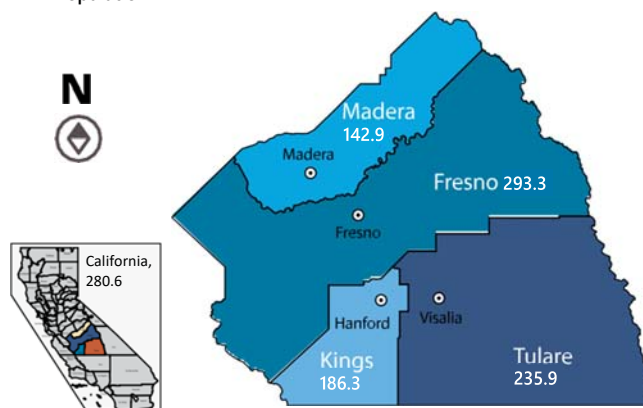 N
Madera
142.9
Madera
Fresno 293.3
Fresno
California,
280.6
Hanford
Visalia
Kings
186.3
Tulare
235.9